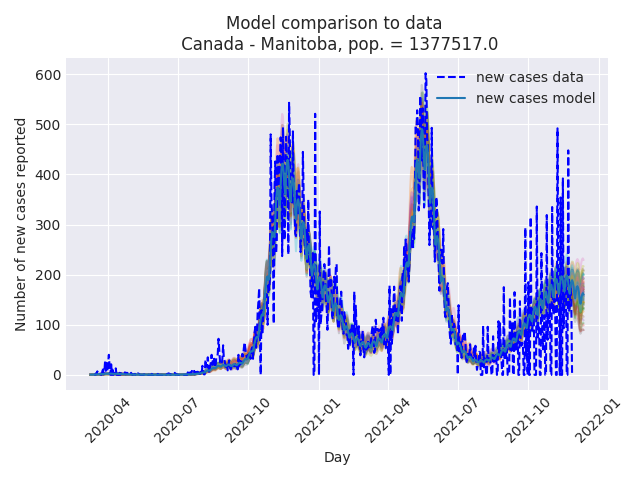 Model comparison to data
Canada - Manitoba, pop. = 1377517.0
new cases data
new cases model
Number of new cases reported
600
500
400
300
200
100
0
2020-04
2020-07
2020-10
2021-01
2021-04
2021-07
2021-10
2022-01
Day